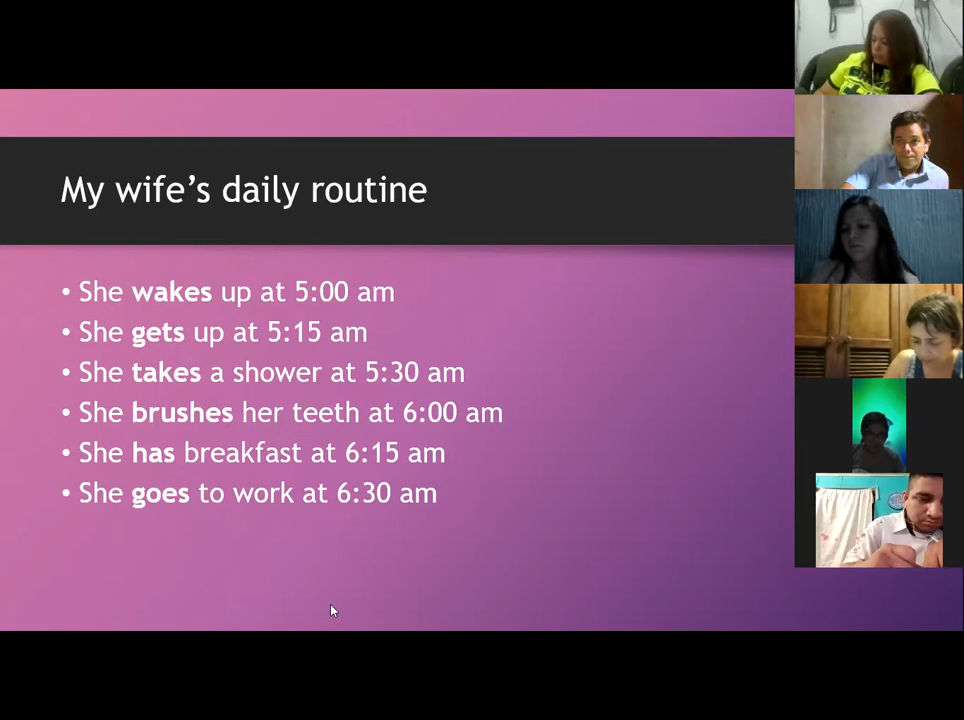 My wife’s daily routine
• She wakes up at 5:00 am
• She gets up at 5:15 am
• She takes a shower at 5:30 am
• She brushes her teeth at 6:00 am
• She has breakfast at 6:15 am
• She goes to work at 6:30 am